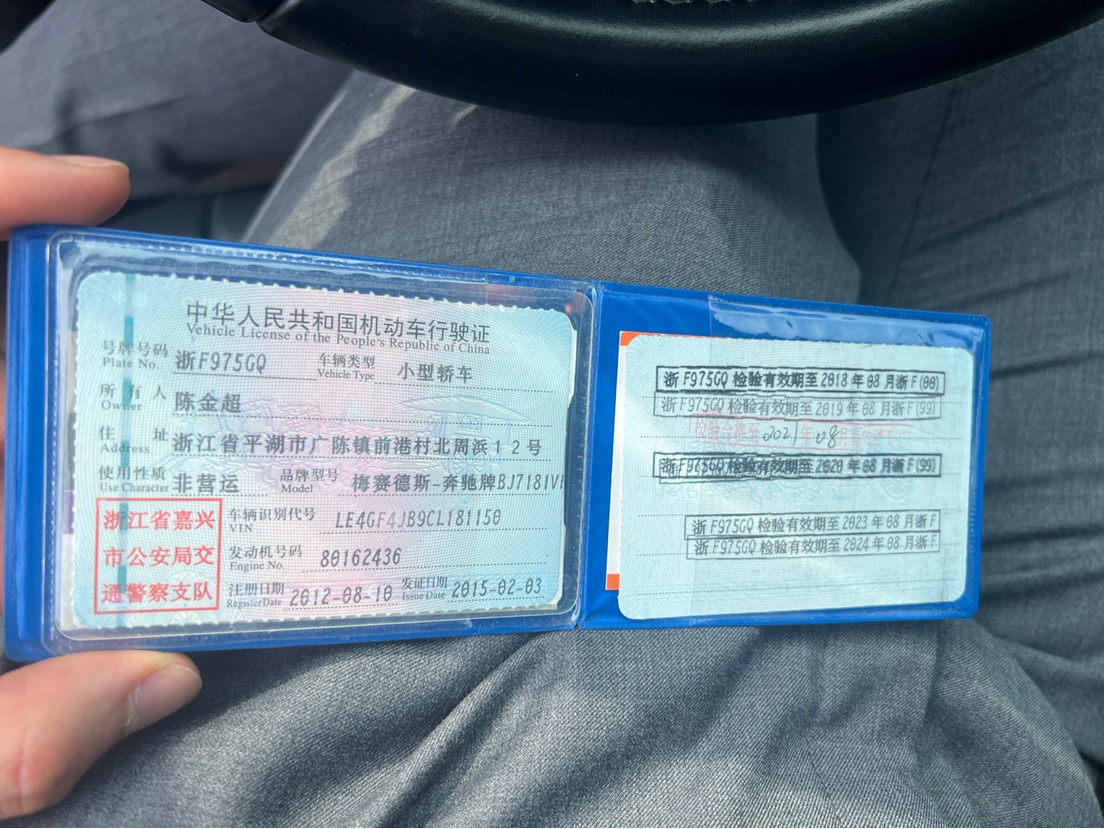 中华人民共和国机动车行驶证
Vehicle License of the People's Republic of China
号牌号码 浙F975GQ 车辆类型 小型轿车
Plate No. Vehicle Type
所有人 陈金超
Owner
住址 浙江省平湖市广陈镇前港村北周浜12号
Address
使用性质 非营运 品牌型号 梅赛德斯-奔驰牌BJ7181V
Use Character Model
浙江省嘉兴
市公安局交
通警察支队
车辆识别代号 LE4GF4JB9CL181150
VIN
发动机号码 80162436
Engine No.
注册日期 2012-08-10 发证日期 2015-02-03
Register Date Issue Date
浙F975GQ 检验有效期至2018年08月浙F(00)
浙F975GQ 检验有效期至2019年08月浙F(99)
检验合格至2021年08月
浙F975GQ 检验有效期至2020年08月浙F(99)
浙F975GQ 检验有效期至2023年08月浙F
浙F975GQ 检验有效期至2024年08月浙F